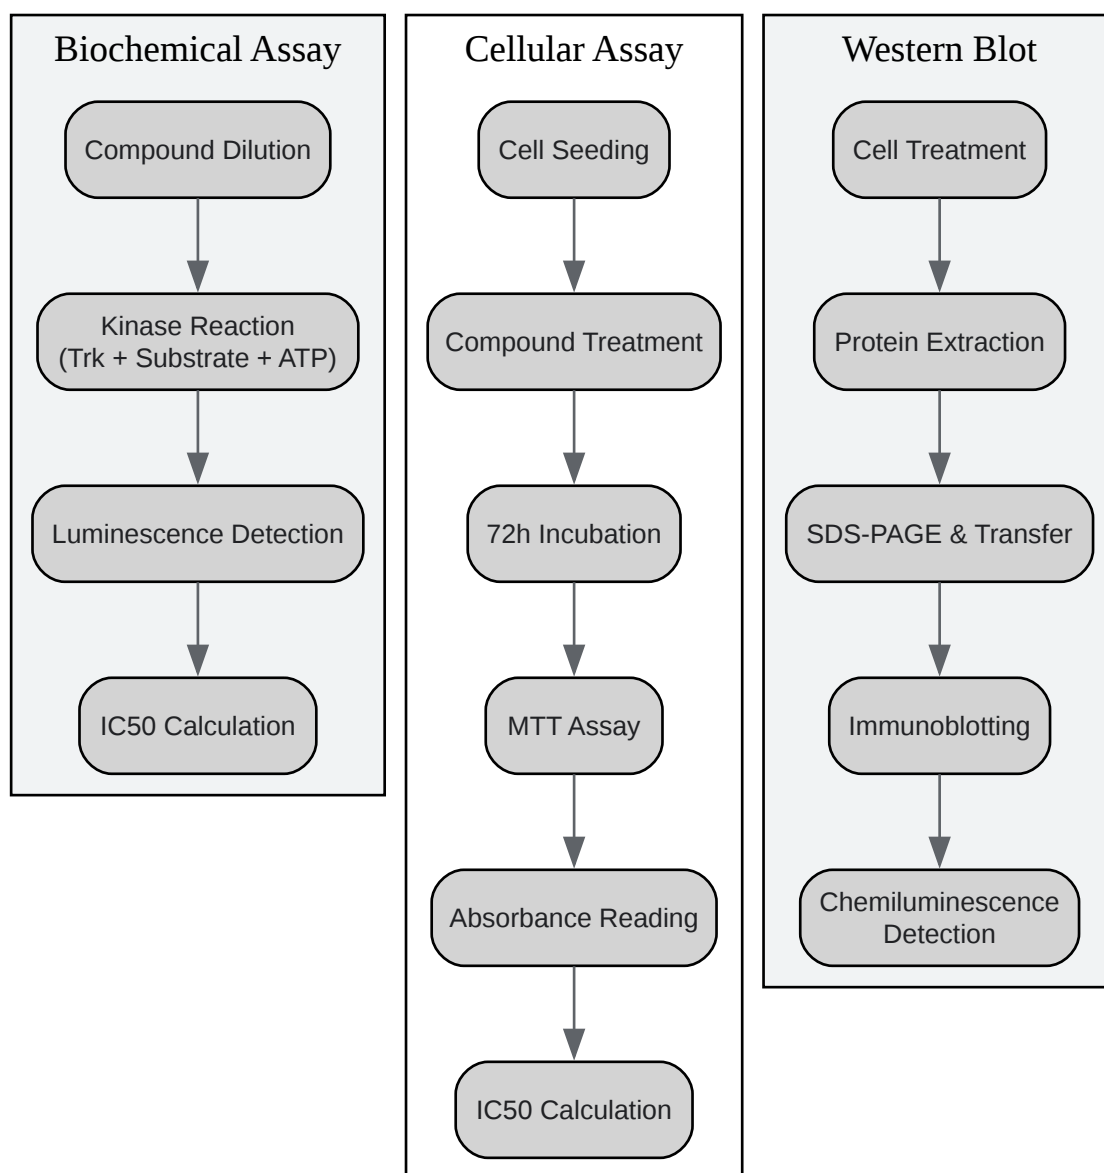 Biochemical Assay
Compound Dilution
Kinase Reaction
(Trk + Substrate + ATP)
Luminescence Detection
IC50 Calculation
Cellular Assay
Cell Seeding
Compound Treatment
72h Incubation
MTT Assay
Absorbance Reading
IC50 Calculation
Western Blot
Cell Treatment
Protein Extraction
SDS-PAGE & Transfer
Immunoblotting
Chemiluminescence
Detection